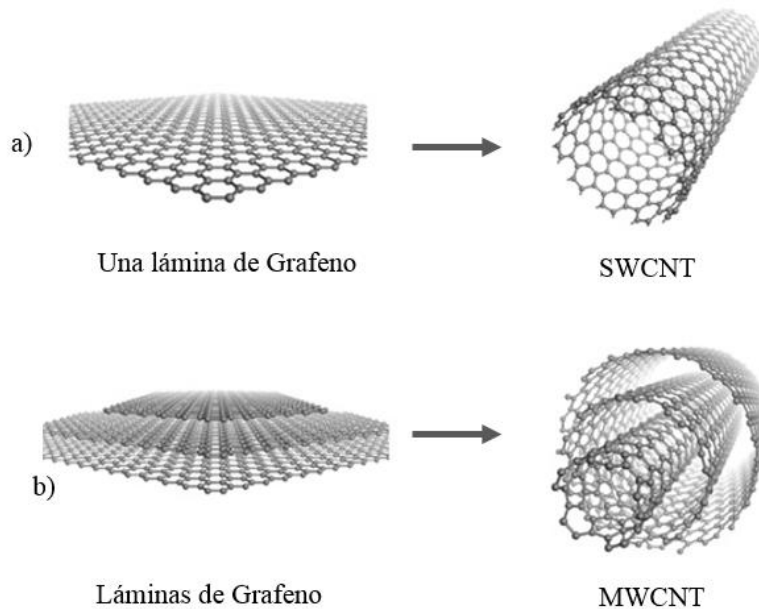 a)
Una lámina de Grafeno
SWCNT
b)
Láminas de Grafeno
MWCNT